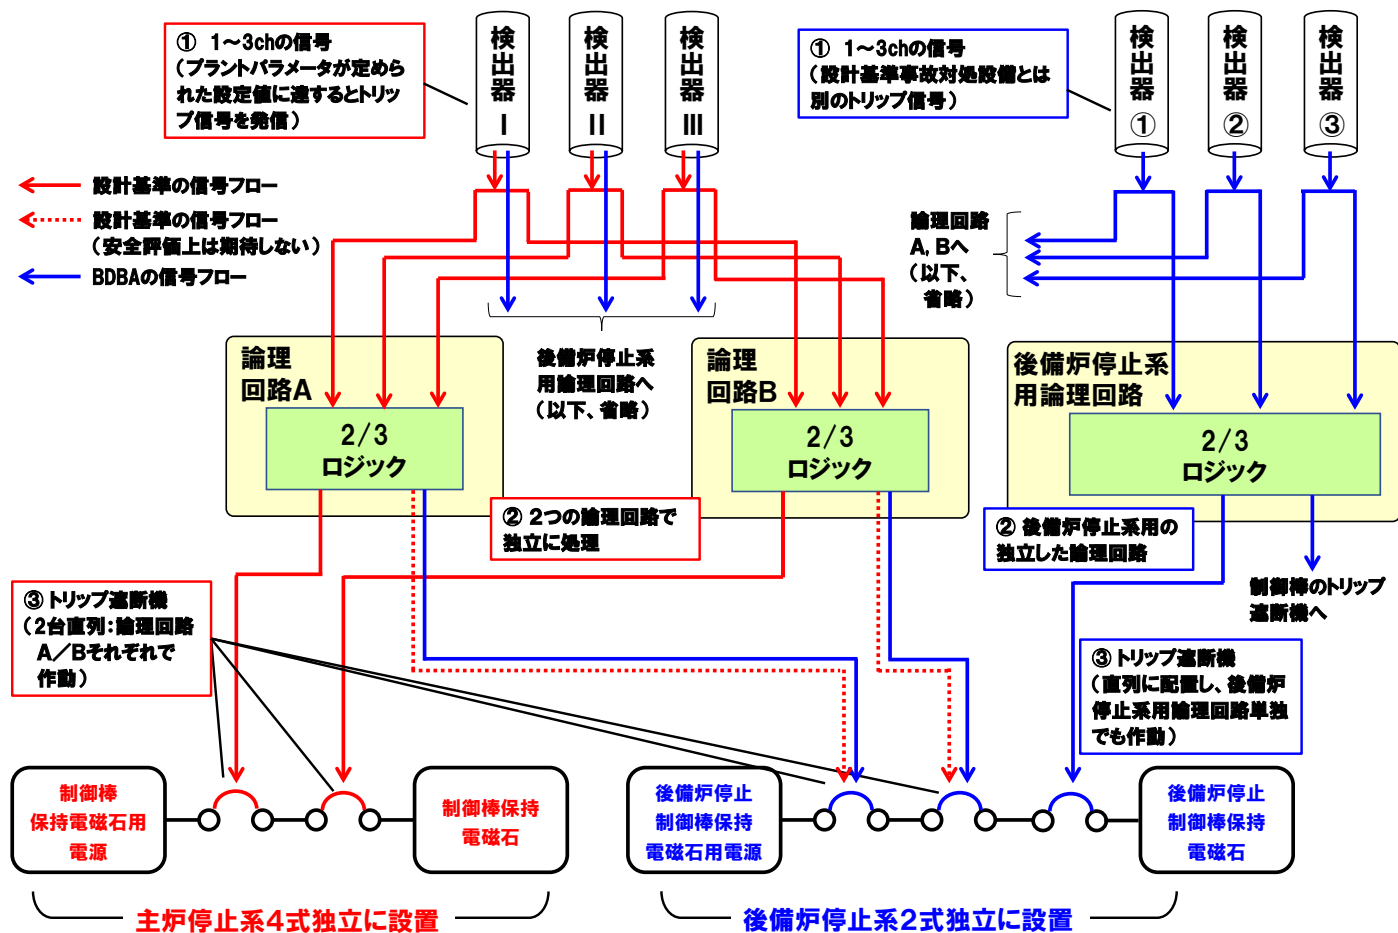 ① 1～3chの信号
（プラントパラメータが定めら
れた設定値に達するとトリッ
プ信号を発信）
検出器Ⅰ
検出器Ⅱ
検出器Ⅲ
① 1～3chの信号
（設計基準事故対処設備とは
別のトリップ信号）
検出器①
検出器②
検出器③
設計基準の信号フロー
設計基準の信号フロー
（安全評価上は期待しない）
BDBAの信号フロー
論理回路
A,Bへ
（以下、
省略）
論理
回路A
2/3
ロジック
後備炉停止系
用論理回路へ
（以下、省略）
論理
回路B
2/3
ロジック
後備炉停止系
用論理回路
2/3
ロジック
② 2つの論理回路で
独立に処理
② 後備炉停止系用の
独立した論理回路
制御棒のトリップ
遮断機へ
③ トリップ遮断機
（2台直列：論理回路
A／Bそれぞれで
作動）
③ トリップ遮断機
（直列に配置し、後備炉
停止系用論理回路単独
でも作動）
制御棒
保持電磁石用
電源
制御棒保持
電磁石
後備炉停止
制御棒保持
電磁石用電源
後備炉停止
制御棒保持
電磁石
主炉停止系4式独立に設置
後備炉停止系2式独立に設置